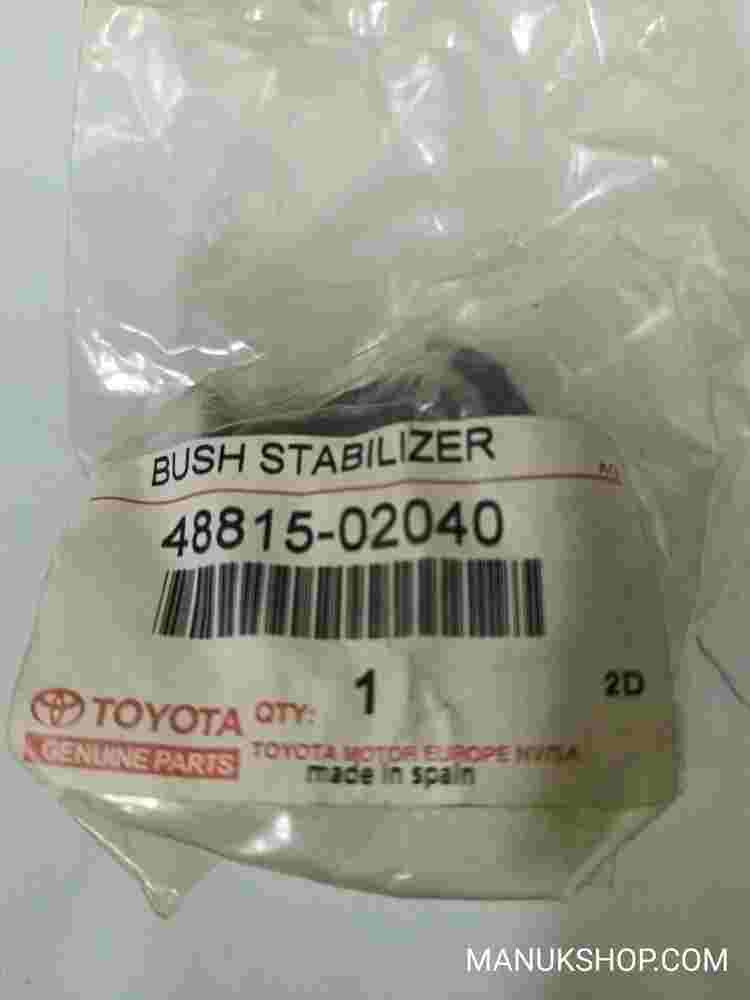 BUSH STABILIZER
48815-02040
1
2D
TOYOTA QTY:
GENUINE PARTS TOYOTA MOTOR EUROPE NV/SA
made in spain
MANUKSHOP.COM